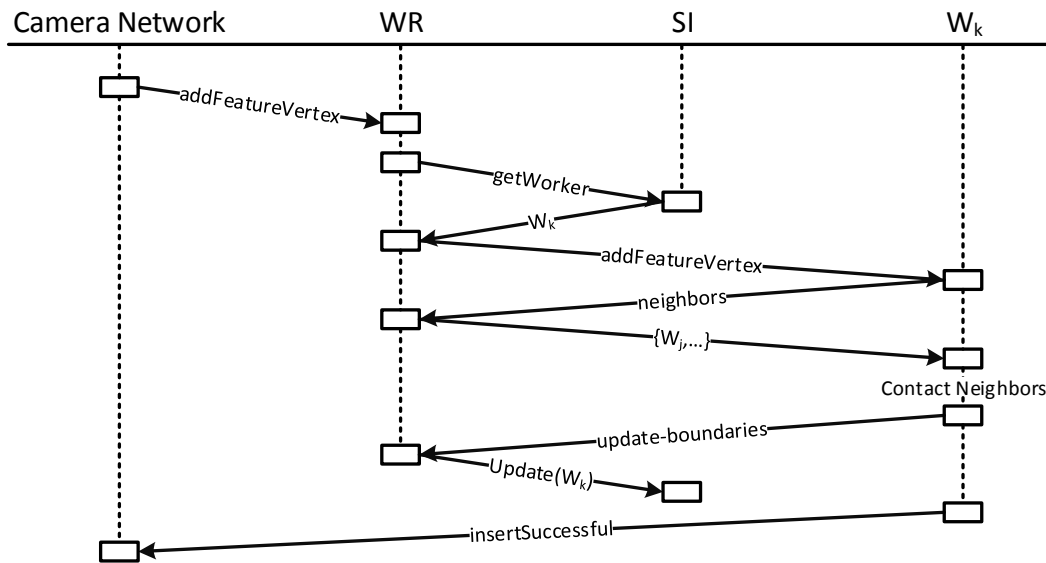 Camera Network WR SI Wₖ
addFeatureVertex
getWorker
Wₖ
addFeatureVertex
neighbors
{Wⱼ,...}
Contact Neighbors
update-boundaries
Update(Wₖ)
insertSuccessful